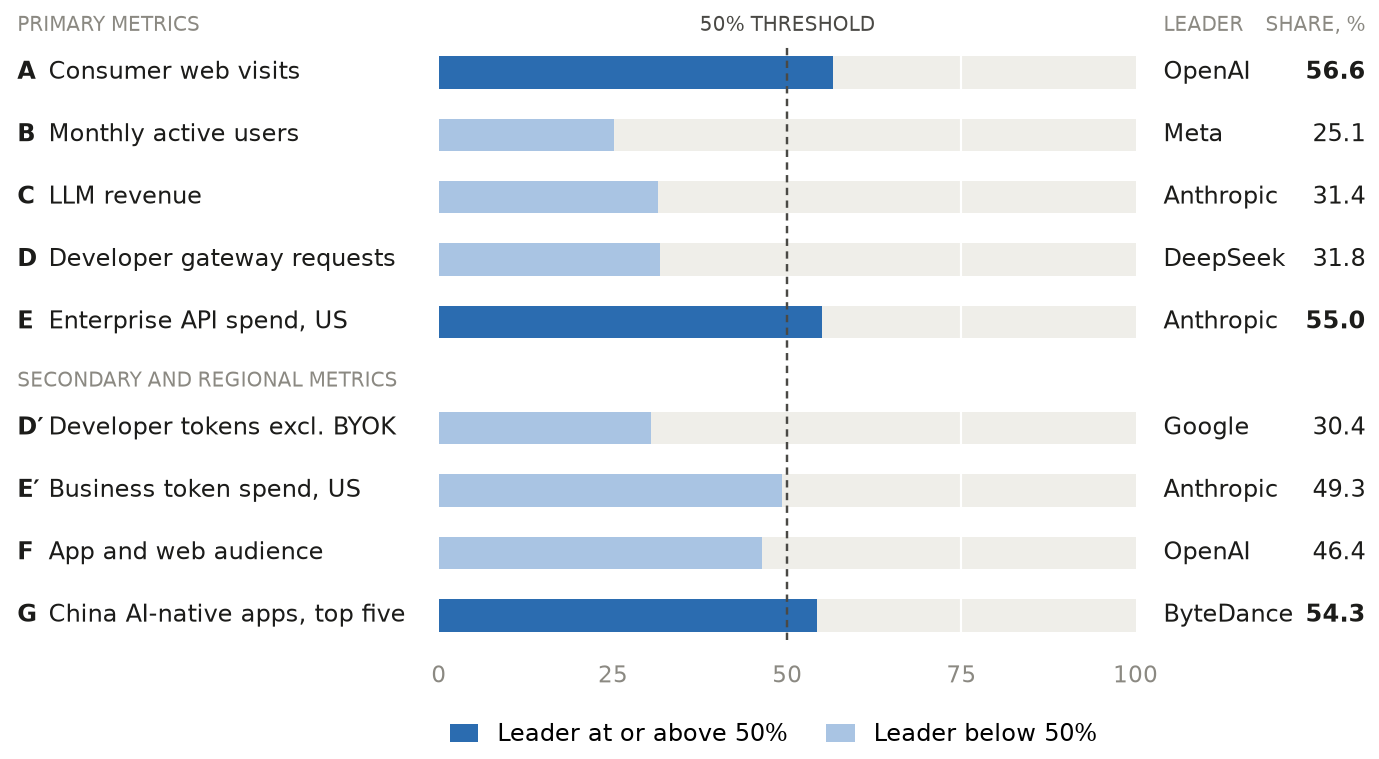 PRIMARY METRICS 50% THRESHOLD LEADER SHARE, %
A Consumer web visits OpenAI 56.6
B Monthly active users Meta 25.1
C LLM revenue Anthropic 31.4
D Developer gateway requests DeepSeek 31.8
E Enterprise API spend, US Anthropic 55.0
SECONDARY AND REGIONAL METRICS
D′ Developer tokens excl. BYOK Google 30.4
E′ Business token spend, US Anthropic 49.3
F App and web audience OpenAI 46.4
G China AI-native apps, top five ByteDance 54.3
0 25 50 75 100
Leader at or above 50% Leader below 50%